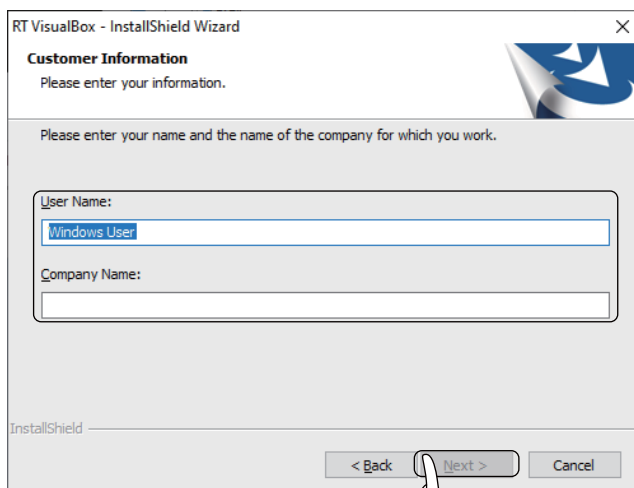 RT VisualBox - InstallShield Wizard
Customer Information
Please enter your information.
Please enter your name and the name of the company for which you work.
User Name:
Windows User
Company Name:
InstallShield
< Back Next > Cancel